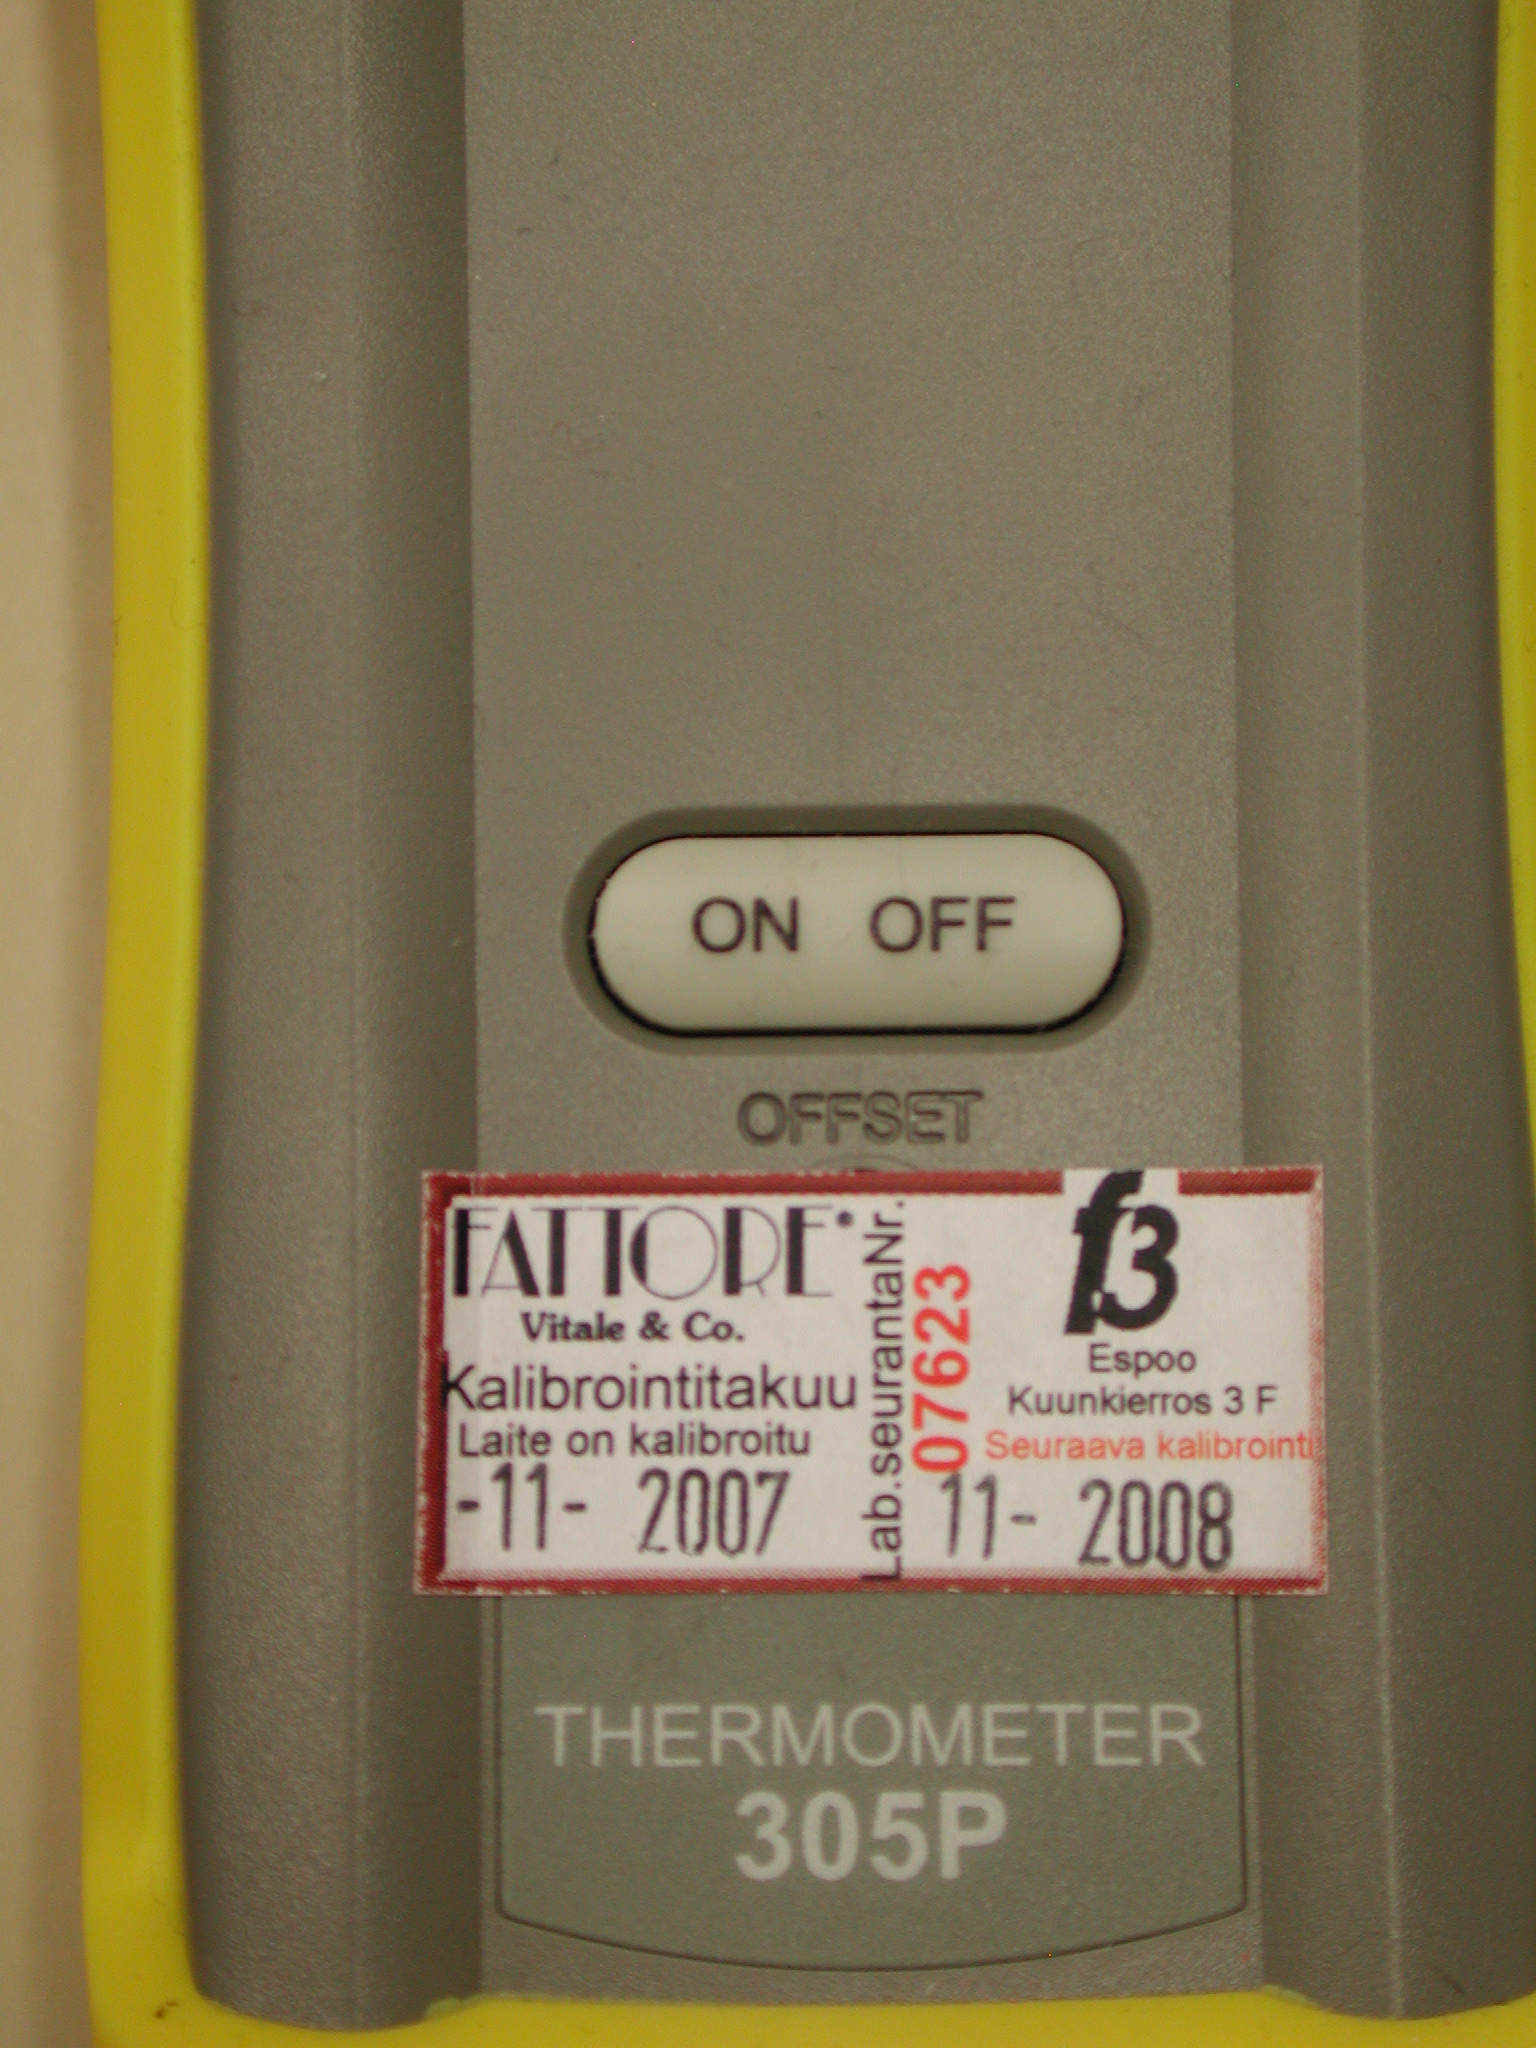 ON OFF
OFFSET
FATTORE
Vitale & Co.
Kalibrointitakuu
Laite on kalibroitu
-11- 2007
Lab.seurantaNr.
07623
f3
Espoo
Kuunkierros 3 F
Seuraava kalibrointi
11- 2008
THERMOMETER
305P